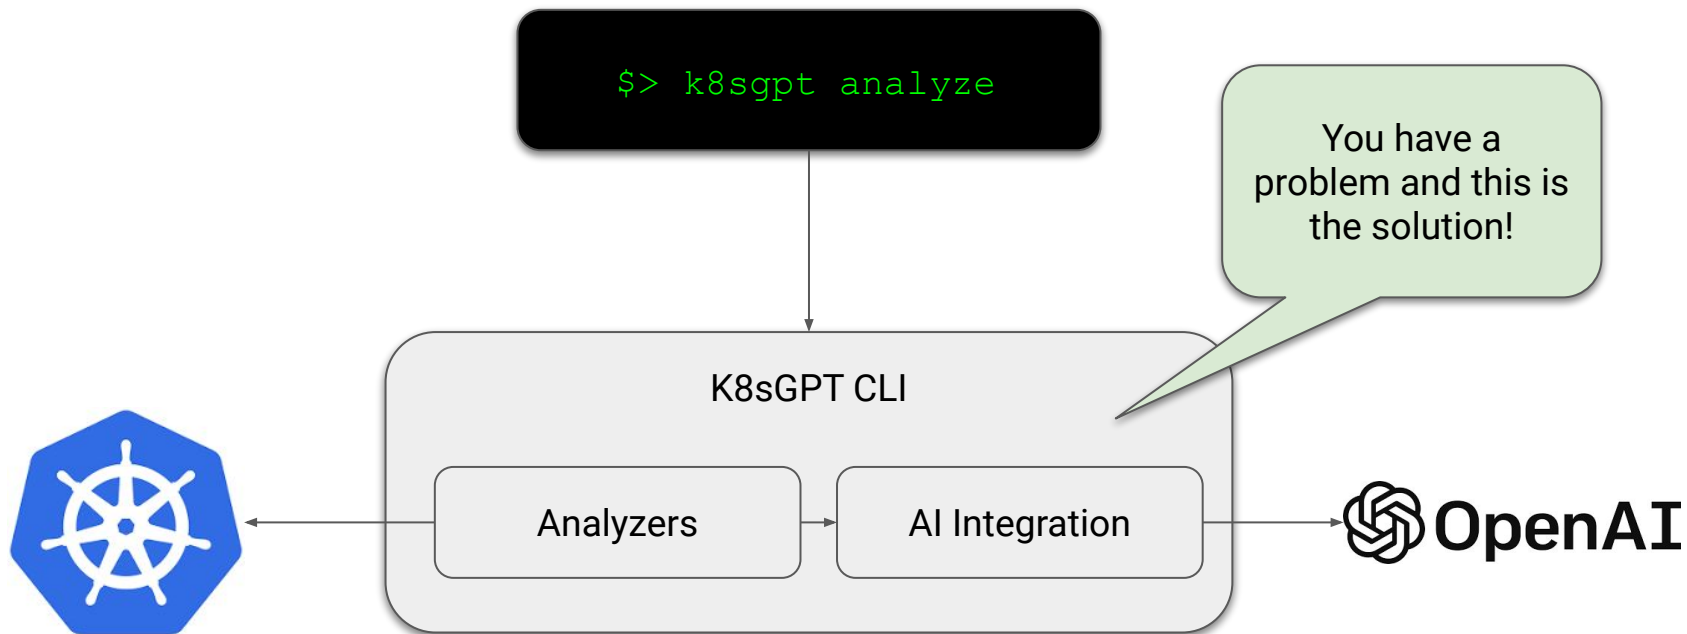 $> k8sgpt analyze
You have a
problem and this is
the solution!
K8sGPT CLI
Analyzers
AI Integration
OpenAI